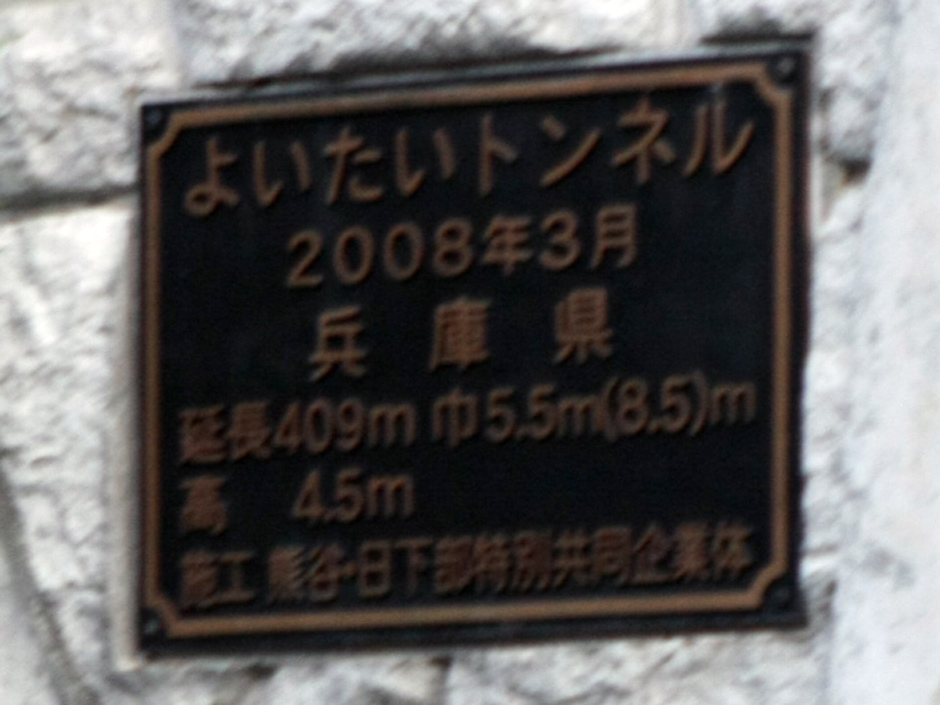 よいたいトンネル
2008年3月
兵庫県
延長409m 巾5.5m(8.5)m
高 4.5m
施工 熊谷・日下部特別共同企業体